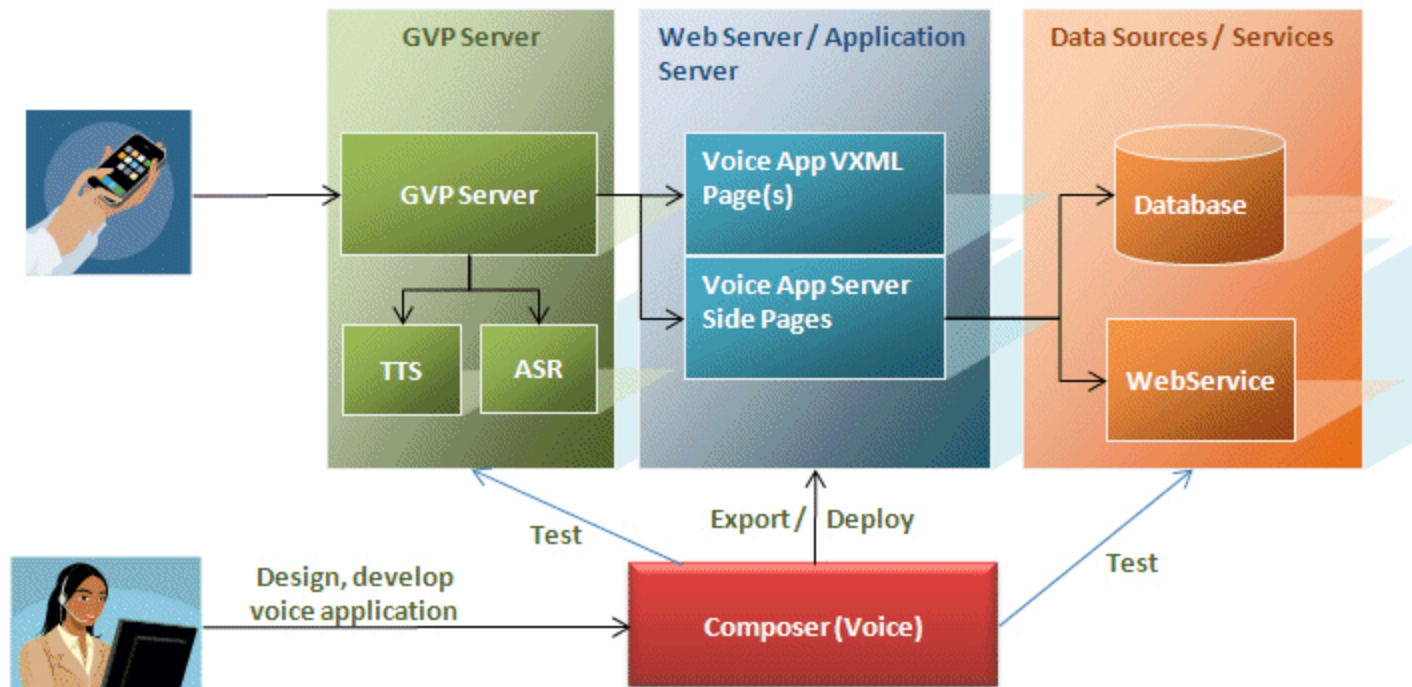 GVP Server
Web Server / Application
Server
Data Sources / Services
GVP Server
TTS
ASR
Voice App VXML
Page(s)
Voice App Server
Side Pages
Database
WebService
Test
Export / Deploy
Test
Design, develop
voice application
Composer (Voice)